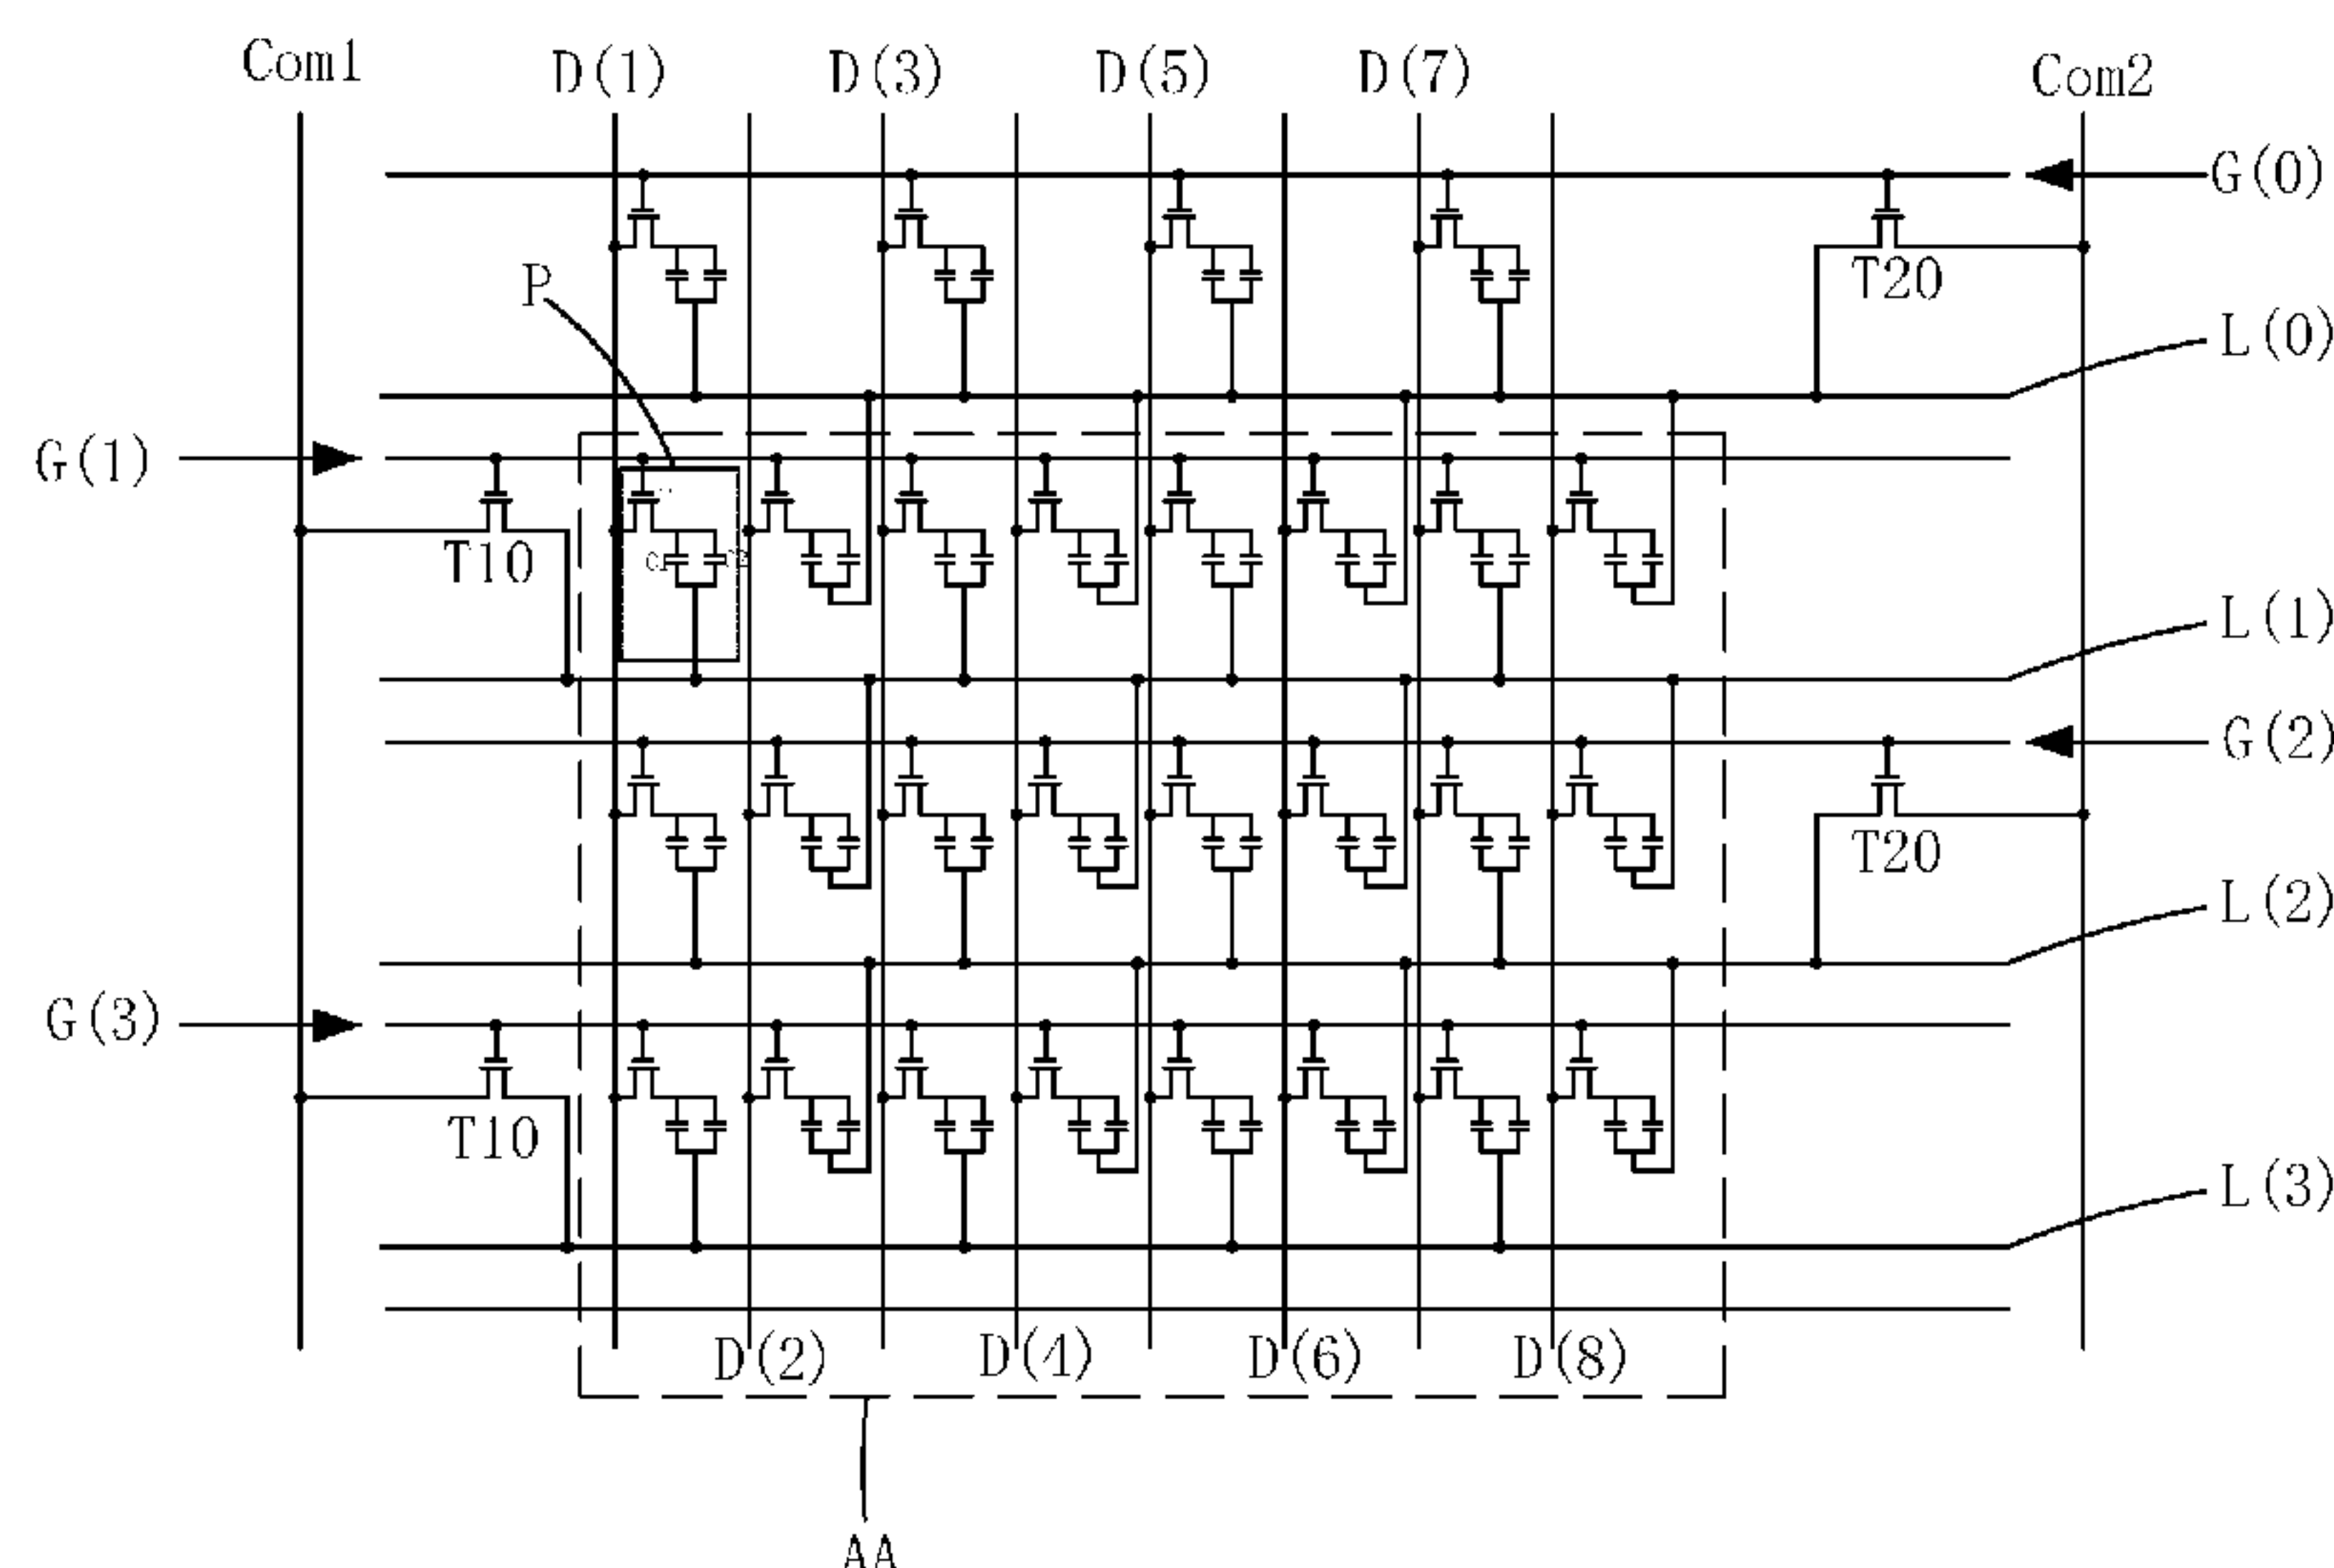 Com1
D(1)
D(3)
D(5)
D(7)
Com2
G(0)
T20
P
L(0)
G(1)
T10
L(1)
G(2)
T20
L(2)
G(3)
T10
L(3)
D(2)
D(4)
D(6)
D(8)
AA